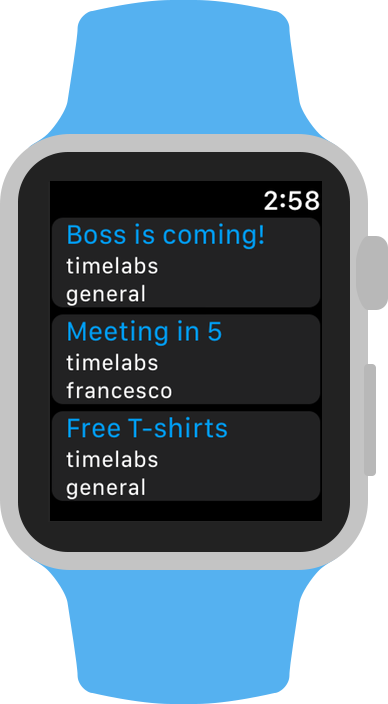 2:58
Boss is coming!
timelabs
general
Meeting in 5
timelabs
francesco
Free T-shirts
timelabs
general